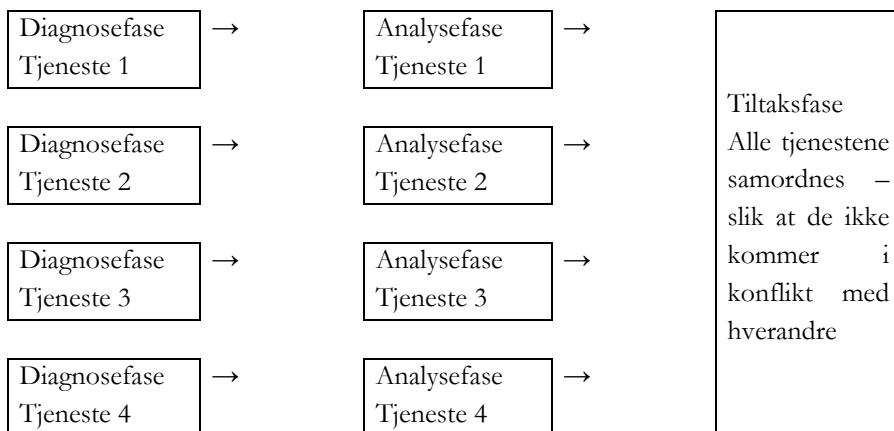 Diagnosefase → Analysefase →
Tjeneste 1 Tjeneste 1
Diagnosefase → Analysefase →
Tjeneste 2 Tjeneste 2
Diagnosefase → Analysefase →
Tjeneste 3 Tjeneste 3
Diagnosefase → Analysefase →
Tjeneste 4 Tjeneste 4
Tiltaksfase
Alle tjenestene
samordnes –
slik at de ikke
kommer i
konflikt med
hverandre